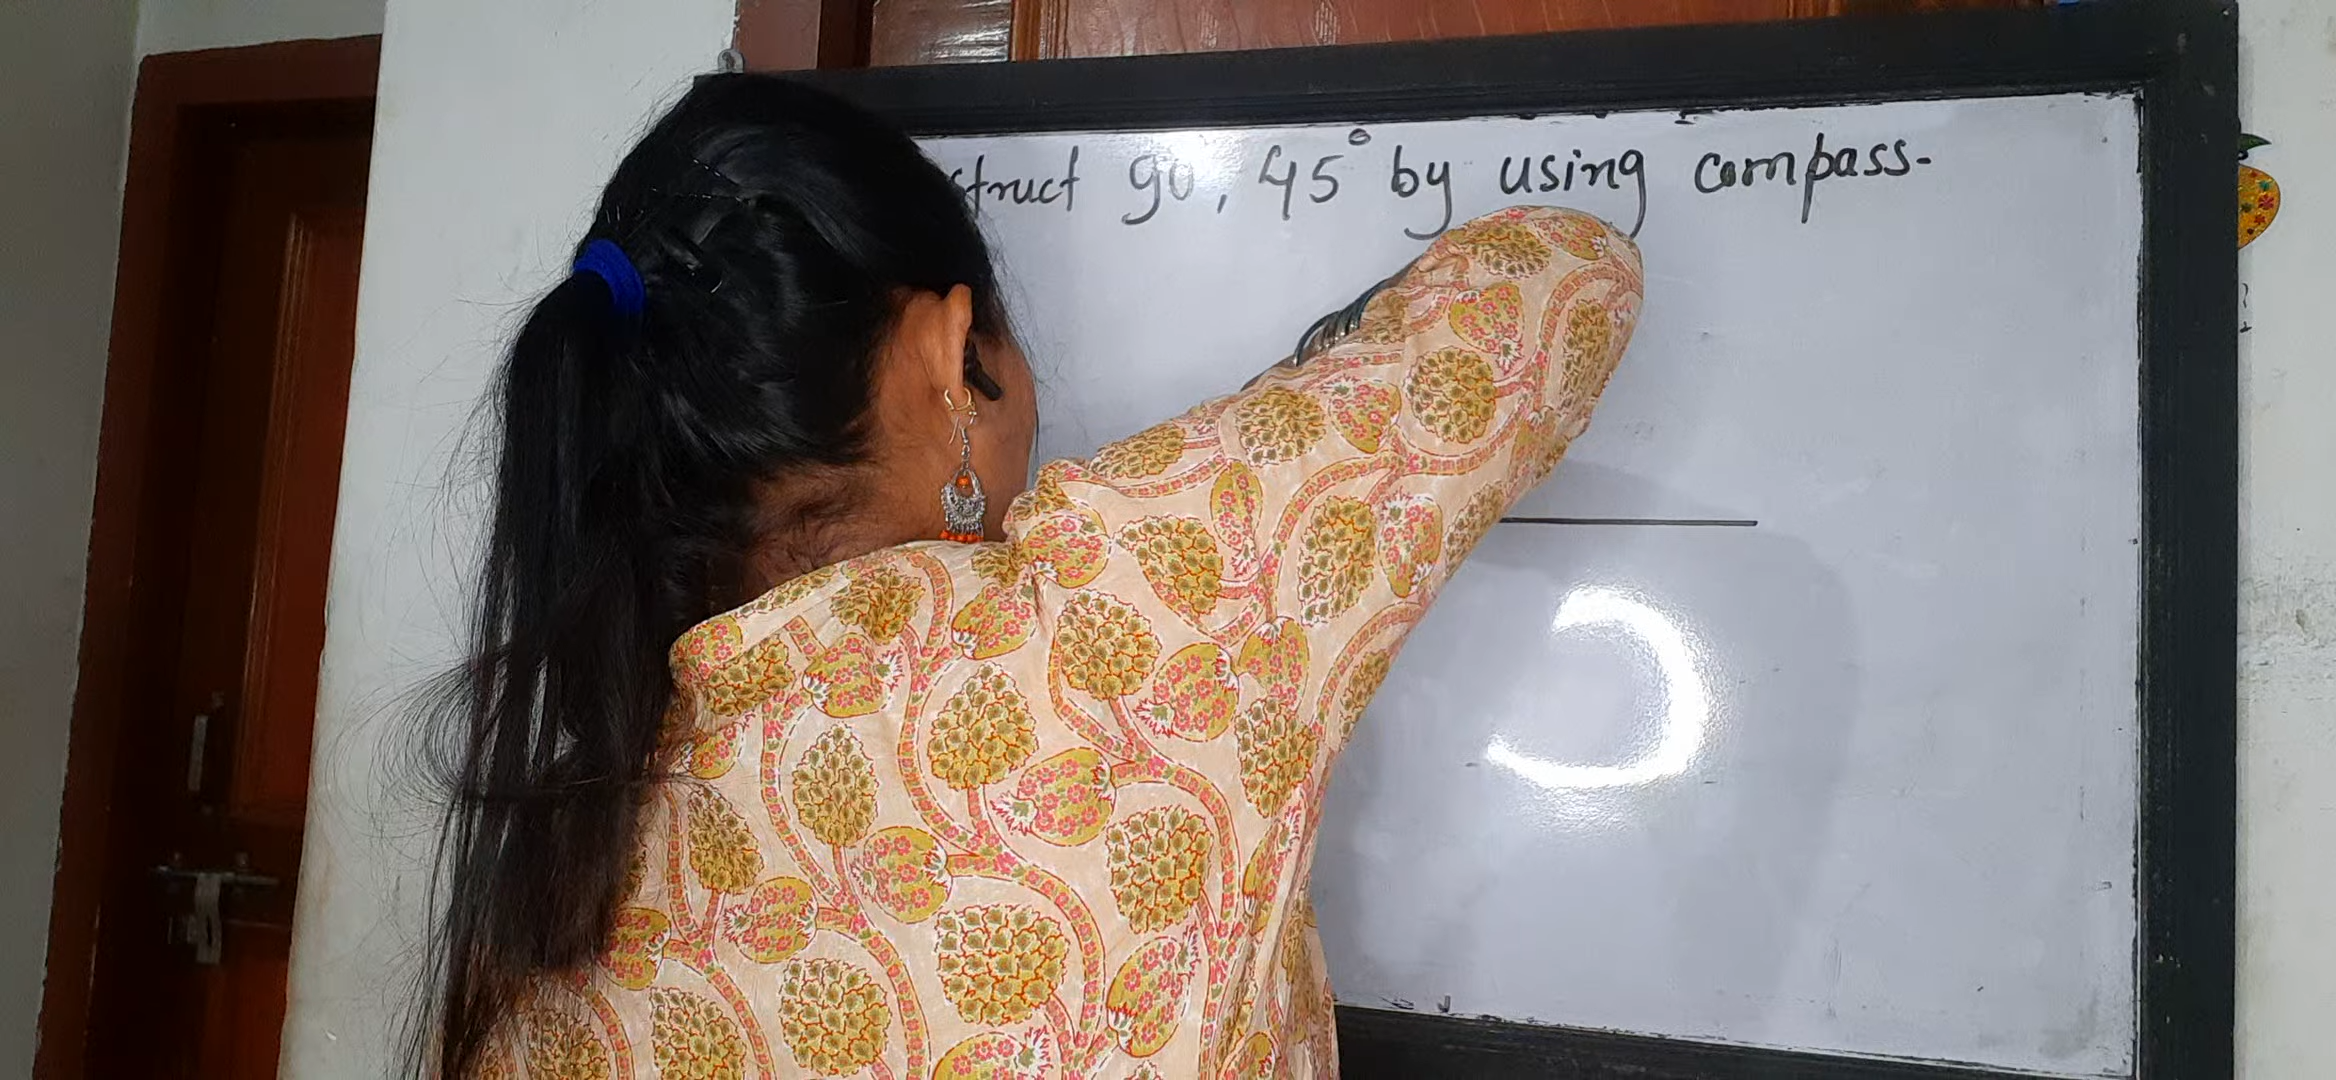 struct 90, 45° by using compass.